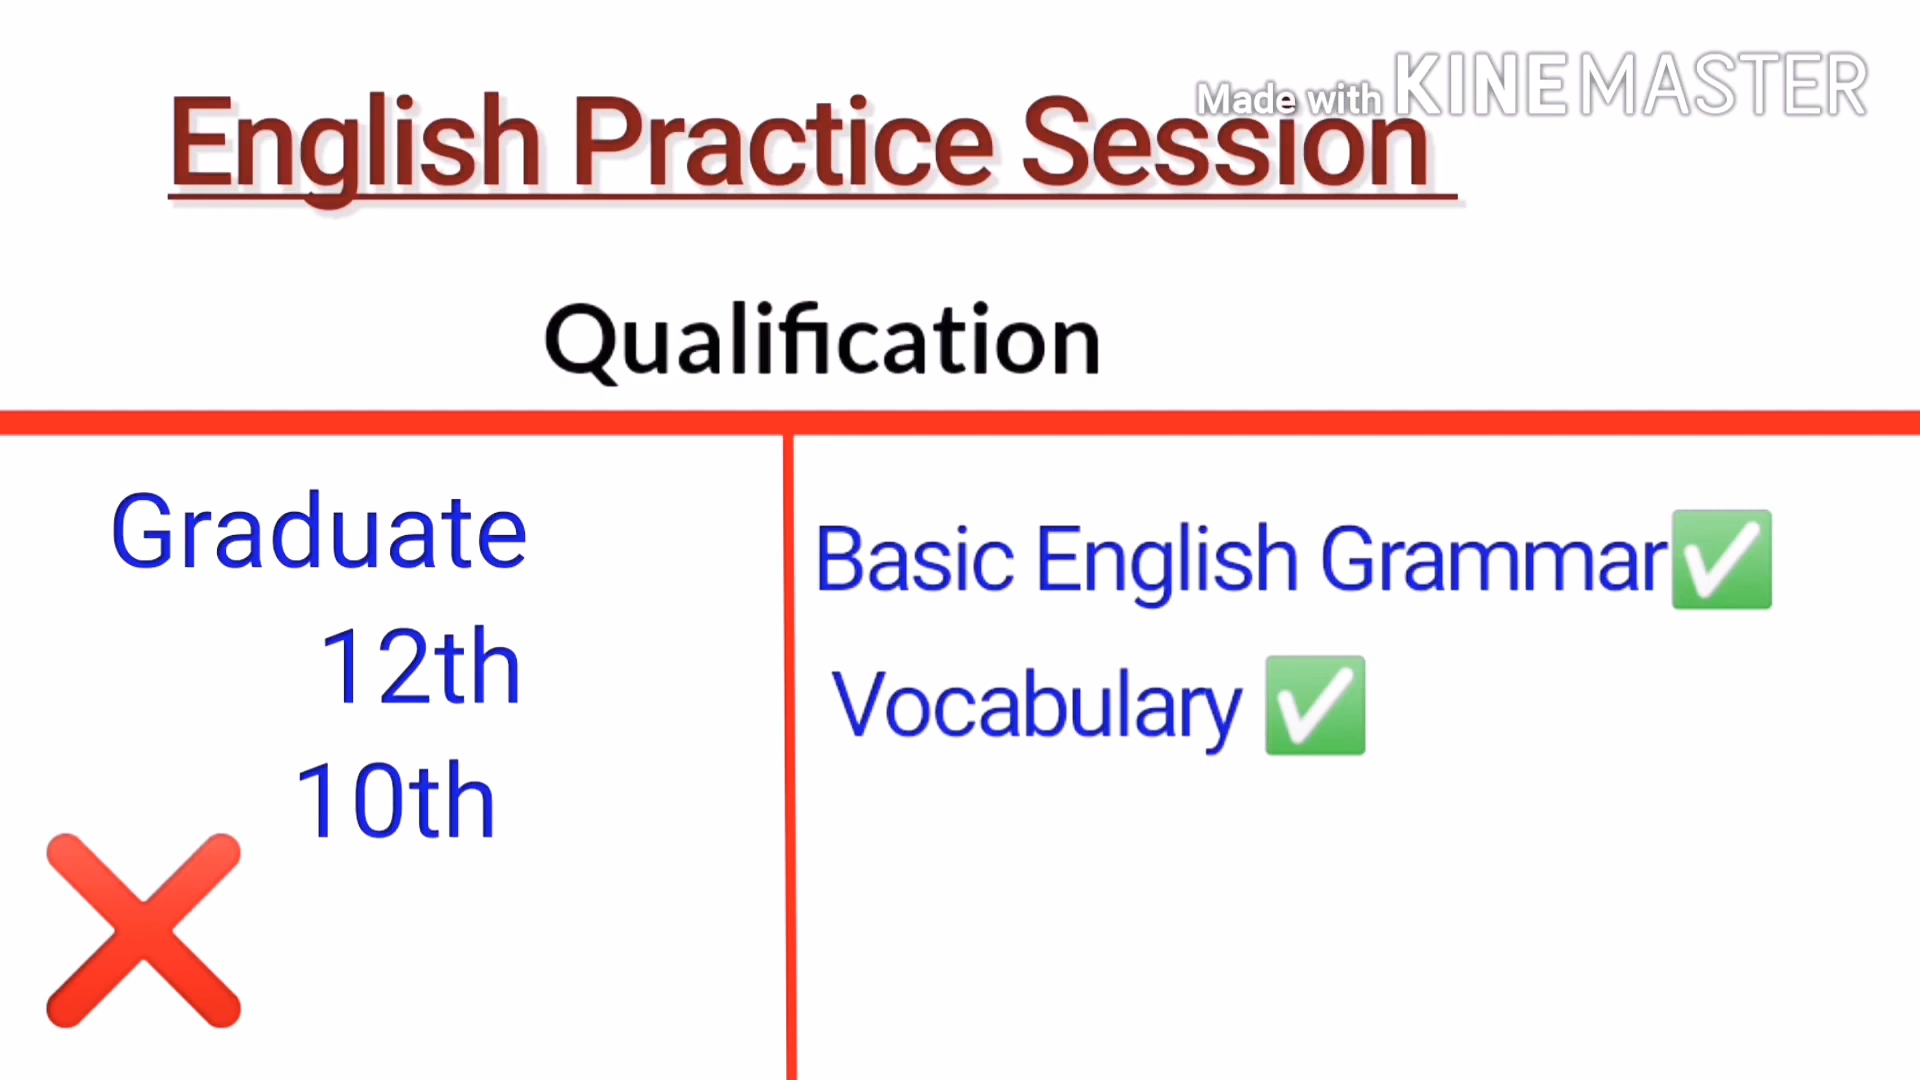 Made with KINEMASTER
English Practice Session
Qualification
Graduate
12th
10th
Basic English Grammar
Vocabulary